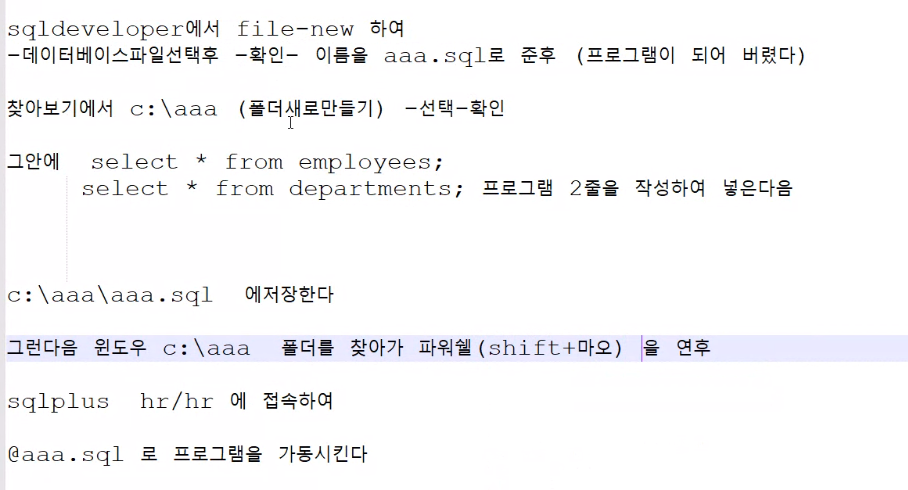 sqldeveloper에서 file-new 하여
-데이터베이스파일선택후 -확인- 이름을 aaa.sql로 준후 (프로그램이 되어 버렸다)
찾아보기에서 c:\aaa (폴더새로만들기) -선택-확인
그안에 select * from employees;
select * from departments; 프로그램 2줄을 작성하여 넣은다음
c:\aaa\aaa.sql 에저장한다
그런다음 윈도우 c:\aaa 폴더를 찾아가 파워쉘(shift+마오) 을 연후
sqlplus hr/hr 에 접속하여
@aaa.sql 로 프로그램을 가동시킨다